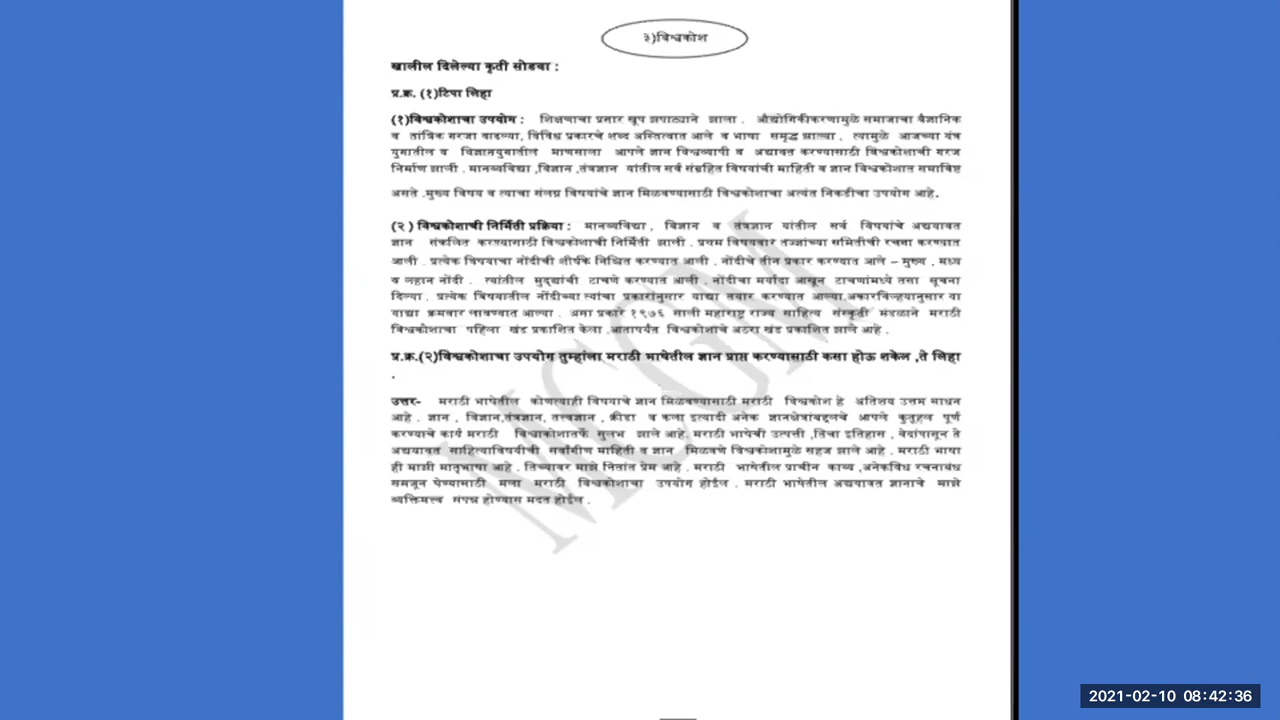 ३)विश्वकोश
खालील दिलेल्या कृती सोडवा :
प्र.क्र. (१)टिपा लिहा
(१)विश्वकोशाचा उपयोग : शिक्षणाचा प्रसार खूप झपाट्याने झाला . औद्योगिकीकरणामुळे समाजाचा वैज्ञानिक
व तांत्रिक गरजा वाढल्या, विविध प्रकारचे शब्द अस्तित्वात आले व भाषा समृद्ध झाल्या . त्यामुळे आजच्या यंत्र
युगातील व विज्ञानयुगातील माणसाला आपले ज्ञान विश्वव्यापी व अद्यावत करण्यासाठी विश्वकोशाची गरज
निर्माण झाली . मानव्यविद्या ,विज्ञान ,तंत्रज्ञान यांतील सर्व संग्रहित विषयांची माहिती व ज्ञान विश्वकोशात समाविष्ट
असते .मुख्य विषय व त्याचा संलग्न विषयांचे ज्ञान मिळवण्यासाठी विश्वकोशाचा अत्यंत निकडीचा उपयोग आहे.
(२) विश्वकोशाची निर्मिती प्रक्रिया : मानव्यविद्या , विज्ञान व तंत्रज्ञान यांतील सर्व विषयांचे अद्ययावत
ज्ञान संकलित करण्यासाठी विश्वकोशाची निर्मिती झाली . प्रथम विषयवार तज्ज्ञांच्या समितीची रचना करण्यात
आली . प्रत्येक विषयाचा नोंदीची शीर्षके निश्चित करण्यात आली . नोंदीचे तीन प्रकार करण्यात आले – मुख्य , मध्य
व लहान नोंदी . त्यांतील मुद्द्यांची टाचणे करण्यात आली . नोंदीचा मर्यादा आखून टाचणांमध्ये तसा सूचना
दिल्या . प्रत्येक विषयातील नोंदीच्या त्यांचा प्रकारांनुसार याद्या तयार करण्यात आल्या.अकारविल्हयानुसार या
याद्या क्रमवार लावण्यात आल्या . अशा प्रकारे १९७६ साली महाराष्ट्र राज्य साहित्य संस्कृती मंडळाने मराठी
विश्वकोशाचा पहिला खंड प्रकाशित केला .आतापर्यंत विश्वकोशाचे अठरा खंड प्रकाशित झाले आहे .
प्र.क्र.(२)विश्वकोशाचा उपयोग तुम्हांला मराठी भाषेतील ज्ञान प्राप्त करण्यासाठी कसा होऊ शकेल ,ते लिहा
.
उत्तर- मराठी भाषेतील कोणत्याही विषयाचे ज्ञान मिळवण्यासाठी मराठी विश्वकोश हे अतिशय उत्तम साधन
आहे . ज्ञान , विज्ञान,तंत्रज्ञान, तत्त्वज्ञान , क्रीडा व कला इत्यादी अनेक ज्ञानक्षेत्रांबद्दलचे आपले कुतूहल पूर्ण
करण्याचे कार्य मराठी विश्वाकोशातर्फे सुलभ झाले आहे. मराठी भाषेची उत्पत्ती ,तिचा इतिहास , वेदांपासून ते
अद्ययावत साहित्याविषयीची सर्वांगीण माहिती व ज्ञान मिळवणे विश्वकोशामुळे सहज झाले आहे . मराठी भाषा
ही माझी मातृभाषा आहे . तिच्यावर माझे नितांत प्रेम आहे . मराठी भाषेतील प्राचीन काव्य ,अनेकविध रचनाबंध
समजून घेण्यासाठी मला मराठी विश्वकोशाचा उपयोग होईल . मराठी भाषेतील अद्ययावत ज्ञानाचे माझे
व्यक्तिमत्त्व संपन्न होण्यास मदत होईल .
MCGM
2021-02-10 08:42:36